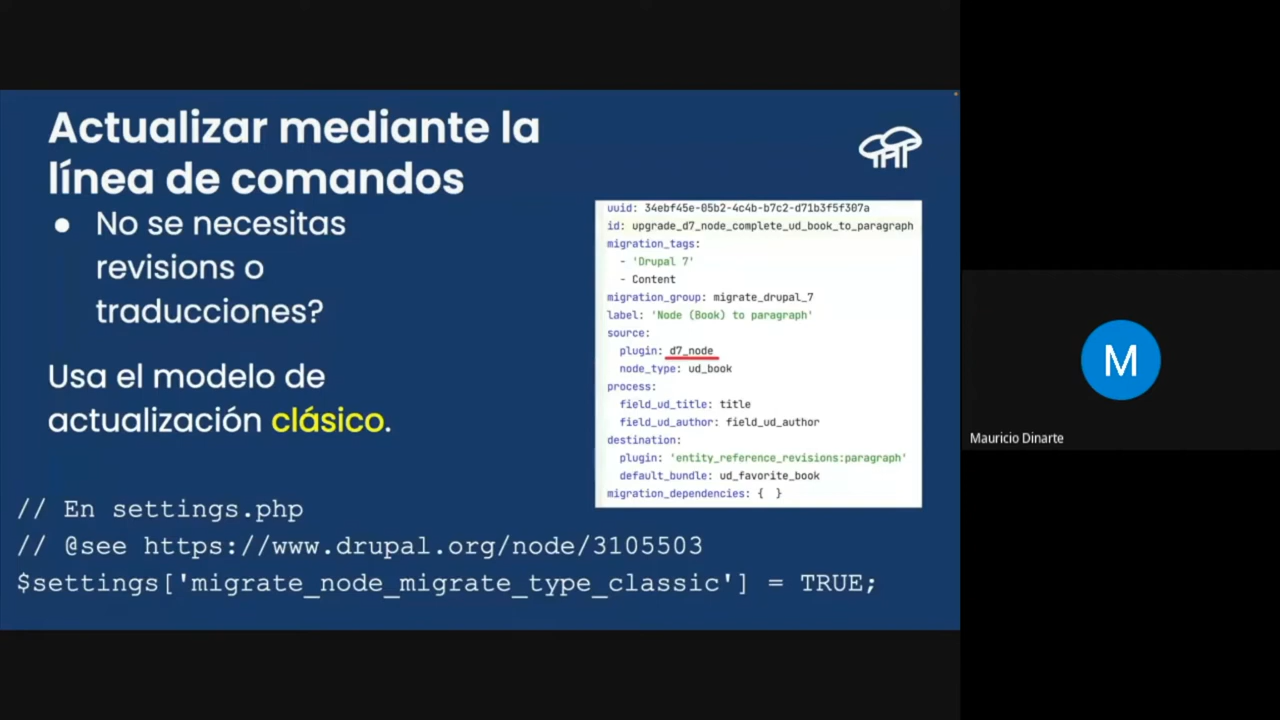 Actualizar mediante la
línea de comandos
● No se necesitas
revisions o
traducciones?
Usa el modelo de
actualización clásico.
uuid: 34ebf45e-05b2-4c4b-b7c2-d71b3f5f307a
id: upgrade_d7_node_complete_ud_book_to_paragraph
migration_tags:
- 'Drupal 7'
- Content
migration_group: migrate_drupal_7
label: 'Node (Book) to paragraph'
source:
plugin: d7_node
node_type: ud_book
process:
field_ud_title: title
field_ud_author: field_ud_author
destination:
plugin: 'entity_reference_revisions:paragraph'
default_bundle: ud_favorite_book
migration_dependencies: { }
// En settings.php
// @see https://www.drupal.org/node/3105503
$settings['migrate_node_migrate_type_classic'] = TRUE;
M
Mauricio Dinarte